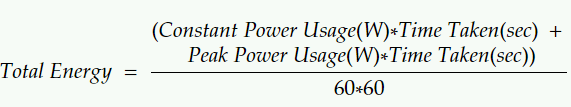 (Constant Power Usage(W)*Time Taken(sec) +
Total Energy = Peak Power Usage(W)*Time Taken(sec))
60*60